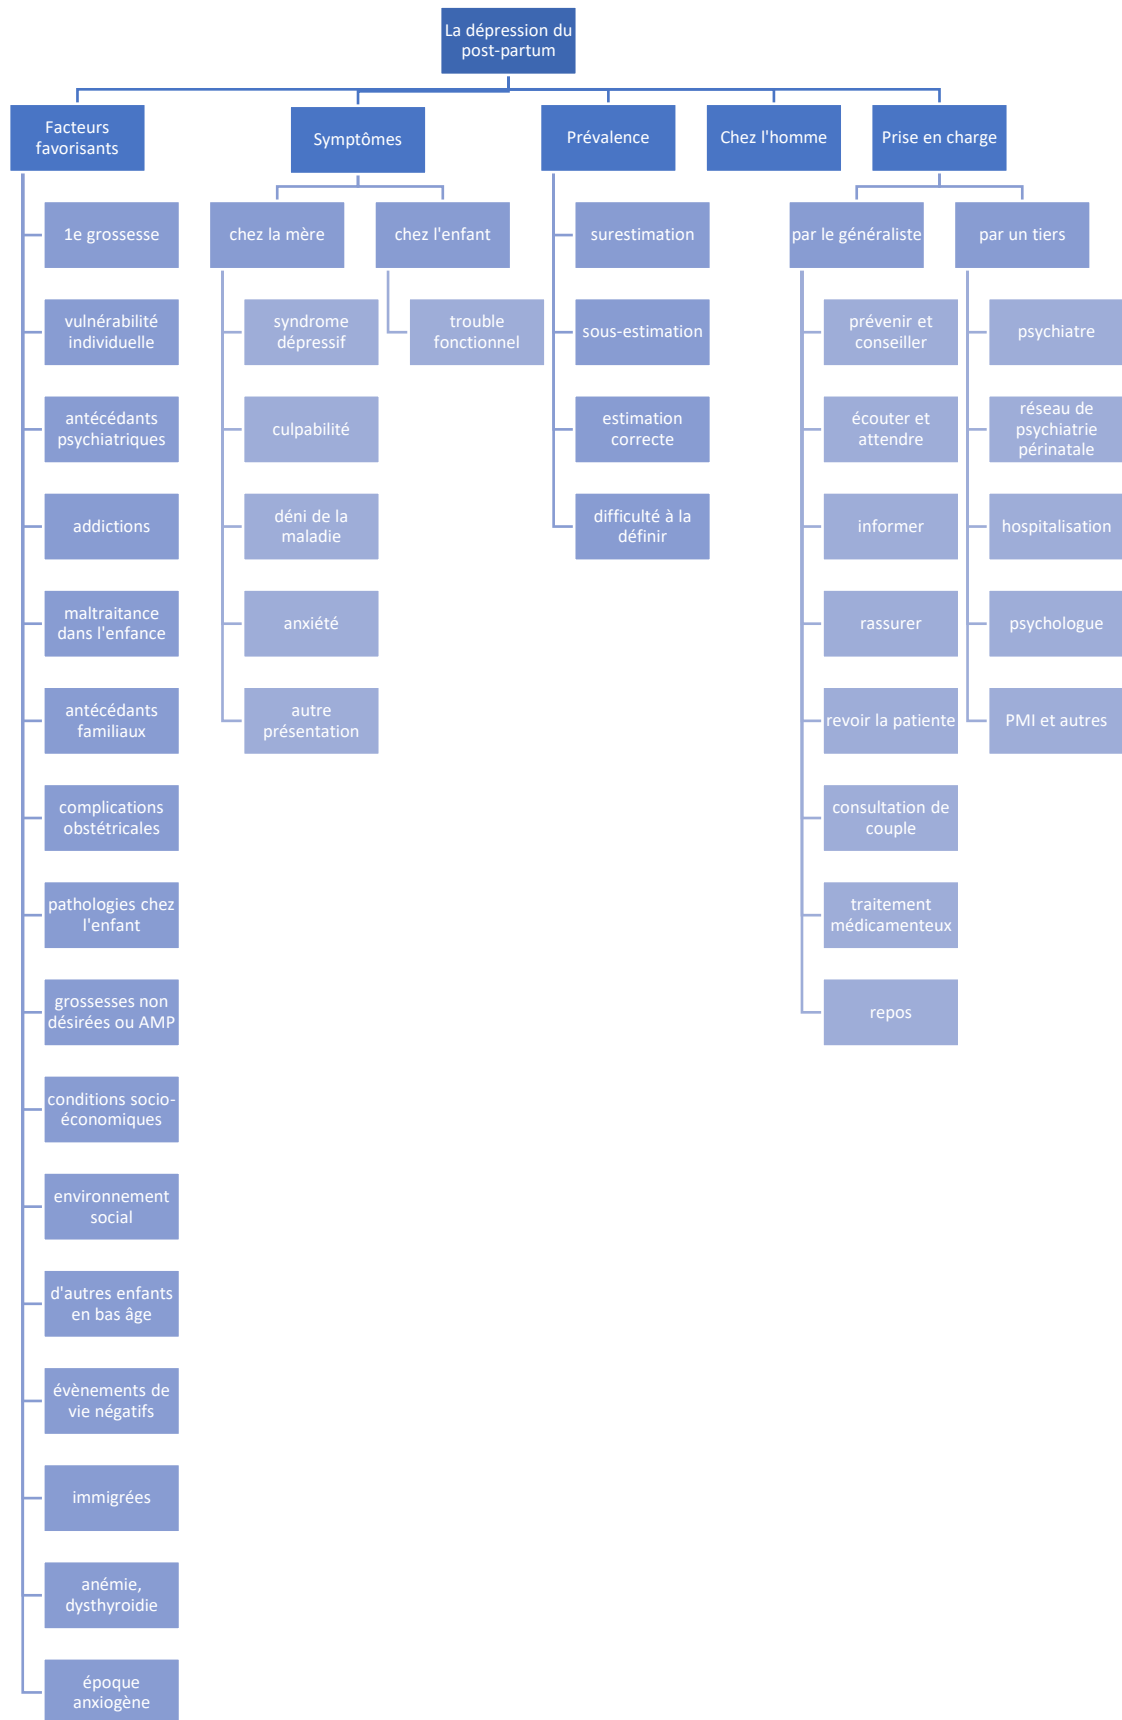 La dépression du
post-partum
Facteurs
favorisants
1e grossesse
vulnérabilité
individuelle
antécédants
psychiatriques
addictions
maltraitance
dans l'enfance
antécédants
familiaux
complications
obstétricales
pathologies chez
l'enfant
grossesses non
désirées ou AMP
conditions socio-
économiques
environnement
social
d'autres enfants
en bas âge
évènements de
vie négatifs
immigrées
anémie,
dysthyroidie
époque
anxiogène
Symptômes
chez la mère
syndrome
dépressif
culpabilité
déni de la
maladie
anxiété
autre
présentation
chez l'enfant
trouble
fonctionnel
Prévalence
surestimation
sous-estimation
estimation
correcte
difficulté à la
définir
Chez l'homme
Prise en charge
par le généraliste
prévenir et
conseiller
écouter et
attendre
informer
rassurer
revoir la patiente
consultation de
couple
traitement
médicamenteux
repos
par un tiers
psychiatre
réseau de
psychiatrie
périnatale
hospitalisation
psychologue
PMI et autres